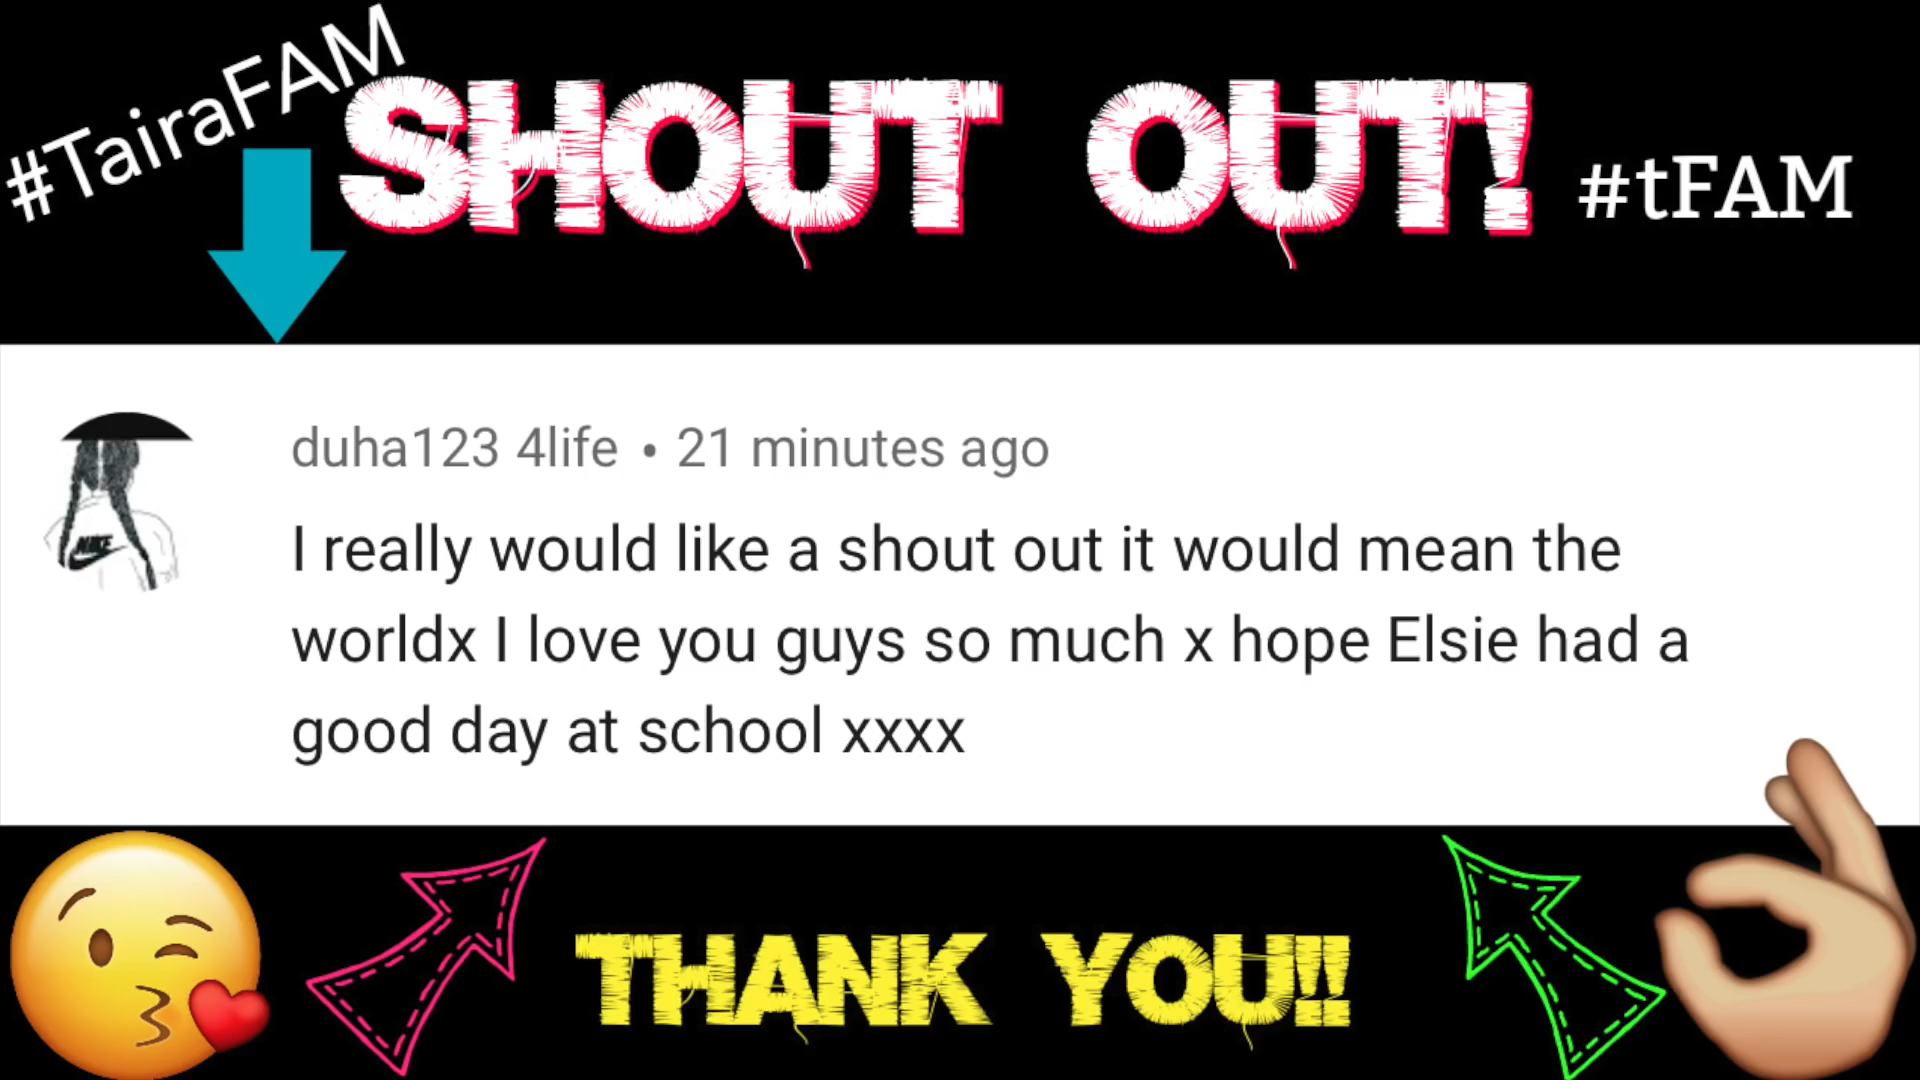 #TairaFAM
SHOUT OUT!
#tFAM
duha123 4life • 21 minutes ago
NIKE
I really would like a shout out it would mean the
worldx I love you guys so much x hope Elsie had a
good day at school xxxx
THANK YOU!!